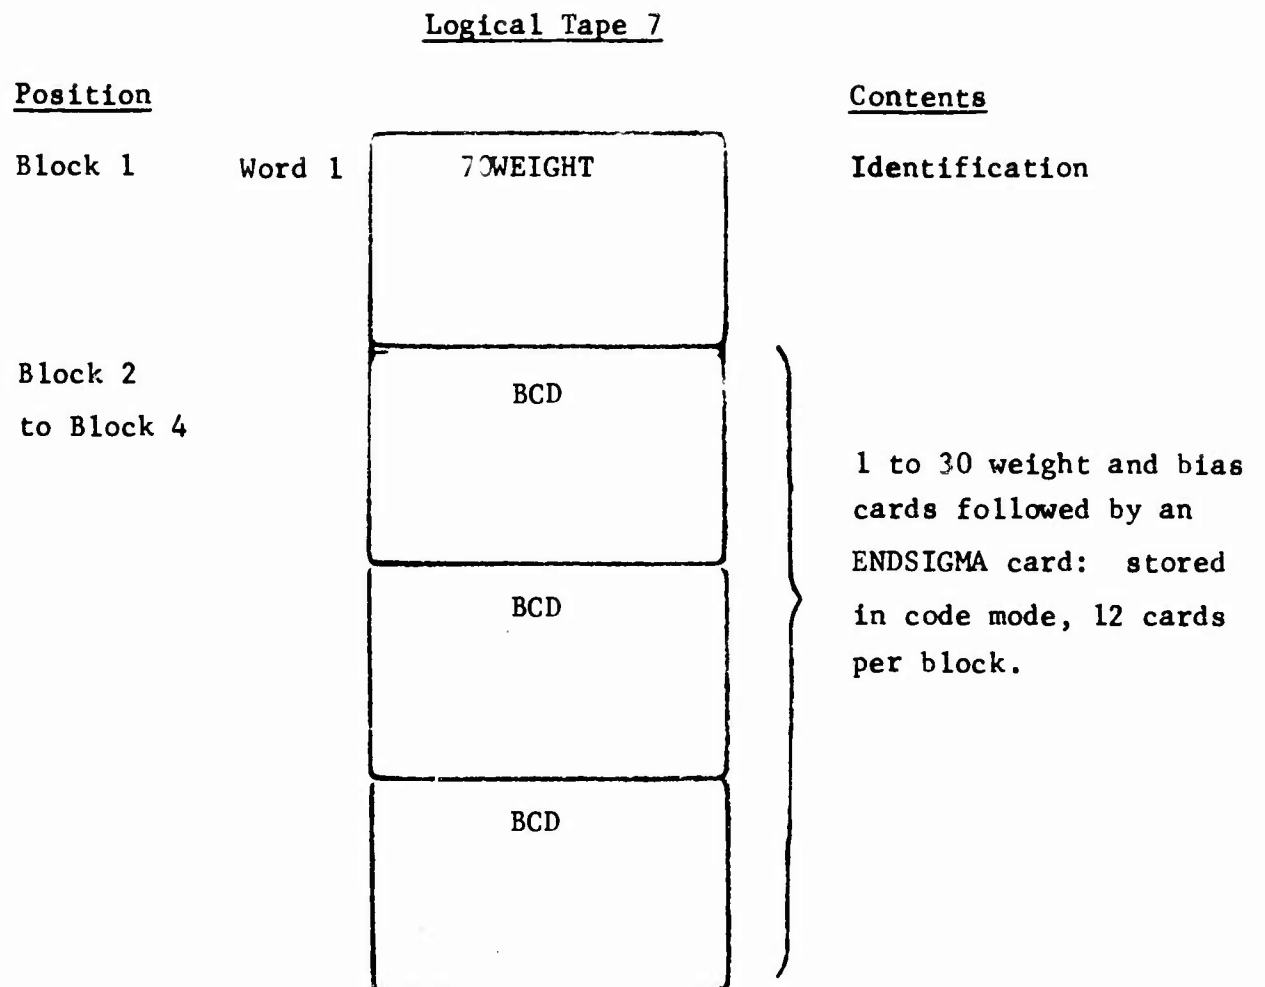 Logical Tape 7
Position Contents
Block 1 Word 1 70WEIGHT Identification
Block 2
to Block 4
BCD
1 to 30 weight and bias
cards followed by an
ENDSIGMA card: stored
in code mode, 12 cards
per block.
BCD
BCD